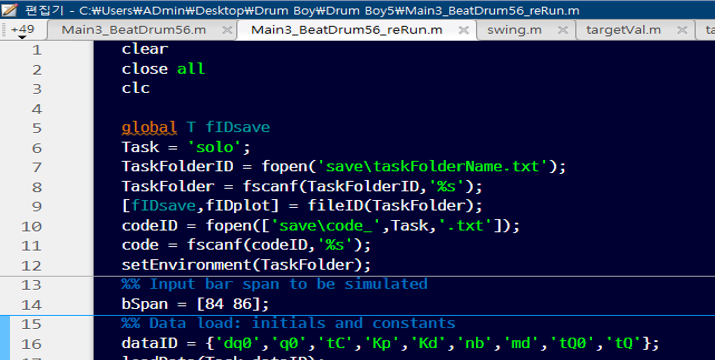 편집기 - C:₩Users₩ADmin₩Desktop₩Drum Boy₩Drum Boy5₩Main3_BeatDrum56_reRun.m
+49 Main3_BeatDrum56.m × Main3_BeatDrum56_reRun.m × swing.m × targetVal.m × ta
1 clear
2 close all
3 clc
4
5 global T fIDsave
6 Task = 'solo';
7 TaskFolderID = fopen('save\taskFolderName.txt');
8 TaskFolder = fscanf(TaskFolderID,'%s');
9 [fIDsave,fIDplot] = fileID(TaskFolder);
10 codeID = fopen(['save\code_',Task,'.txt']);
11 code = fscanf(codeID,'%s');
12 setEnvironment(TaskFolder);
13 %% Input bar span to be simulated
14 bSpan = [84 86];
15 %% Data load: initials and constants
16 dataID = {'dq0','q0','tC','Kp','Kd','nb','md','tQ0','tQ'};